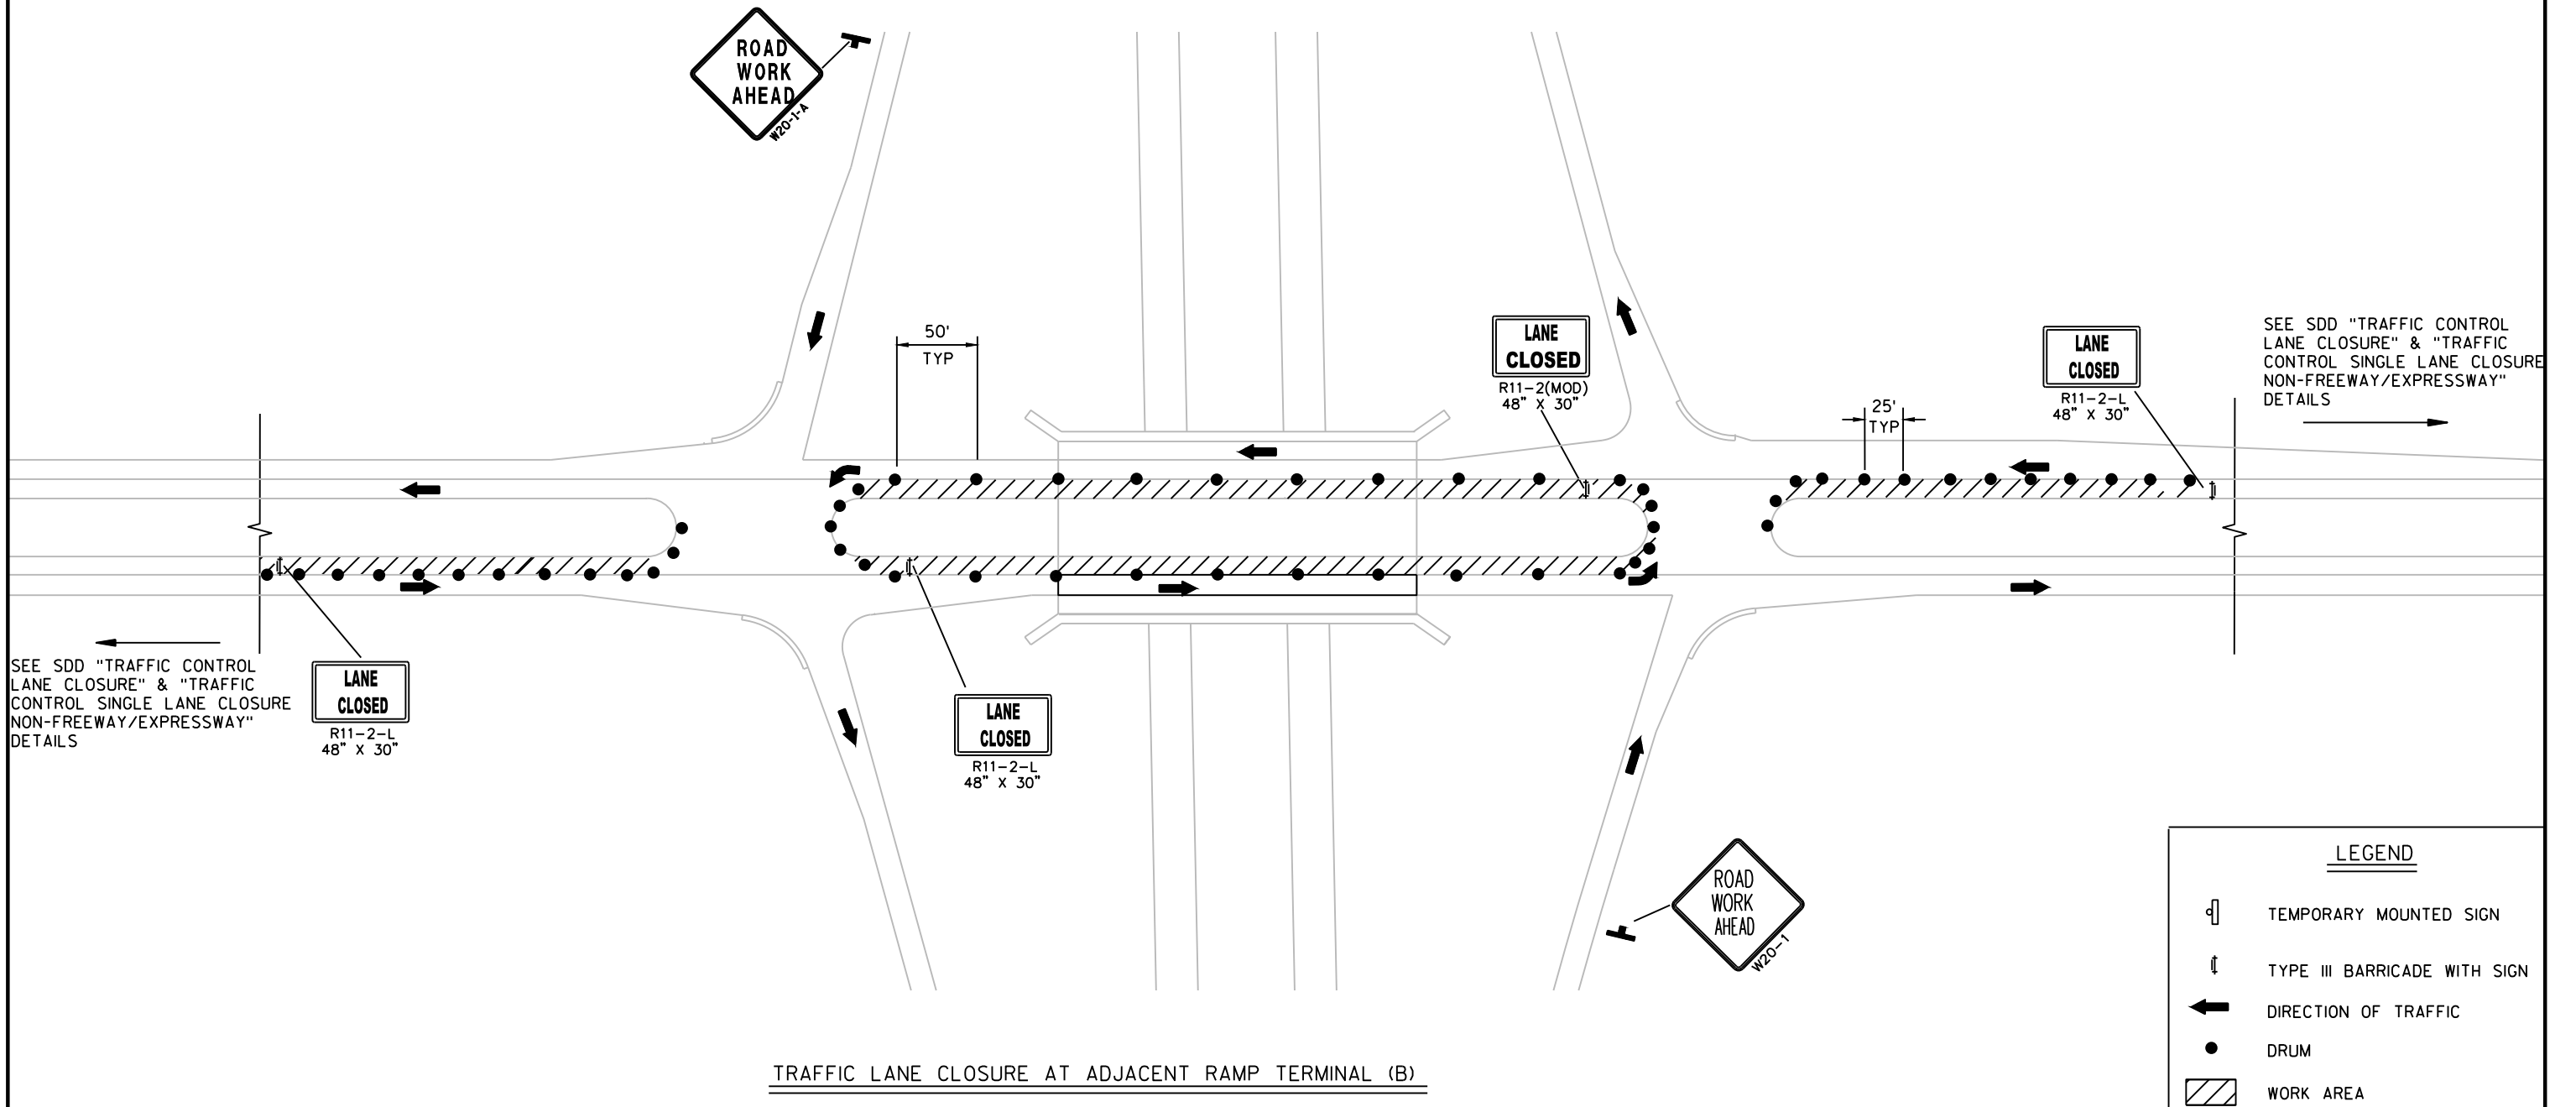 ROAD
WORK
AHEAD
W20-1-A
50'
TYP
LANE
CLOSED
R11-2(MOD)
48" X 30"
LANE
CLOSED
R11-2-L
48" X 30"
25'
TYP
SEE SDD "TRAFFIC CONTROL
LANE CLOSURE" & "TRAFFIC
CONTROL SINGLE LANE CLOSURE
NON-FREEWAY/EXPRESSWAY"
DETAILS
SEE SDD "TRAFFIC CONTROL
LANE CLOSURE" & "TRAFFIC
CONTROL SINGLE LANE CLOSURE
NON-FREEWAY/EXPRESSWAY"
DETAILS
LANE
CLOSED
R11-2-L
48" X 30"
LANE
CLOSED
R11-2-L
48" X 30"
ROAD
WORK
AHEAD
W20-1
LEGEND
TEMPORARY MOUNTED SIGN
TYPE III BARRICADE WITH SIGN
DIRECTION OF TRAFFIC
DRUM
WORK AREA
TRAFFIC LANE CLOSURE AT ADJACENT RAMP TERMINAL (B)